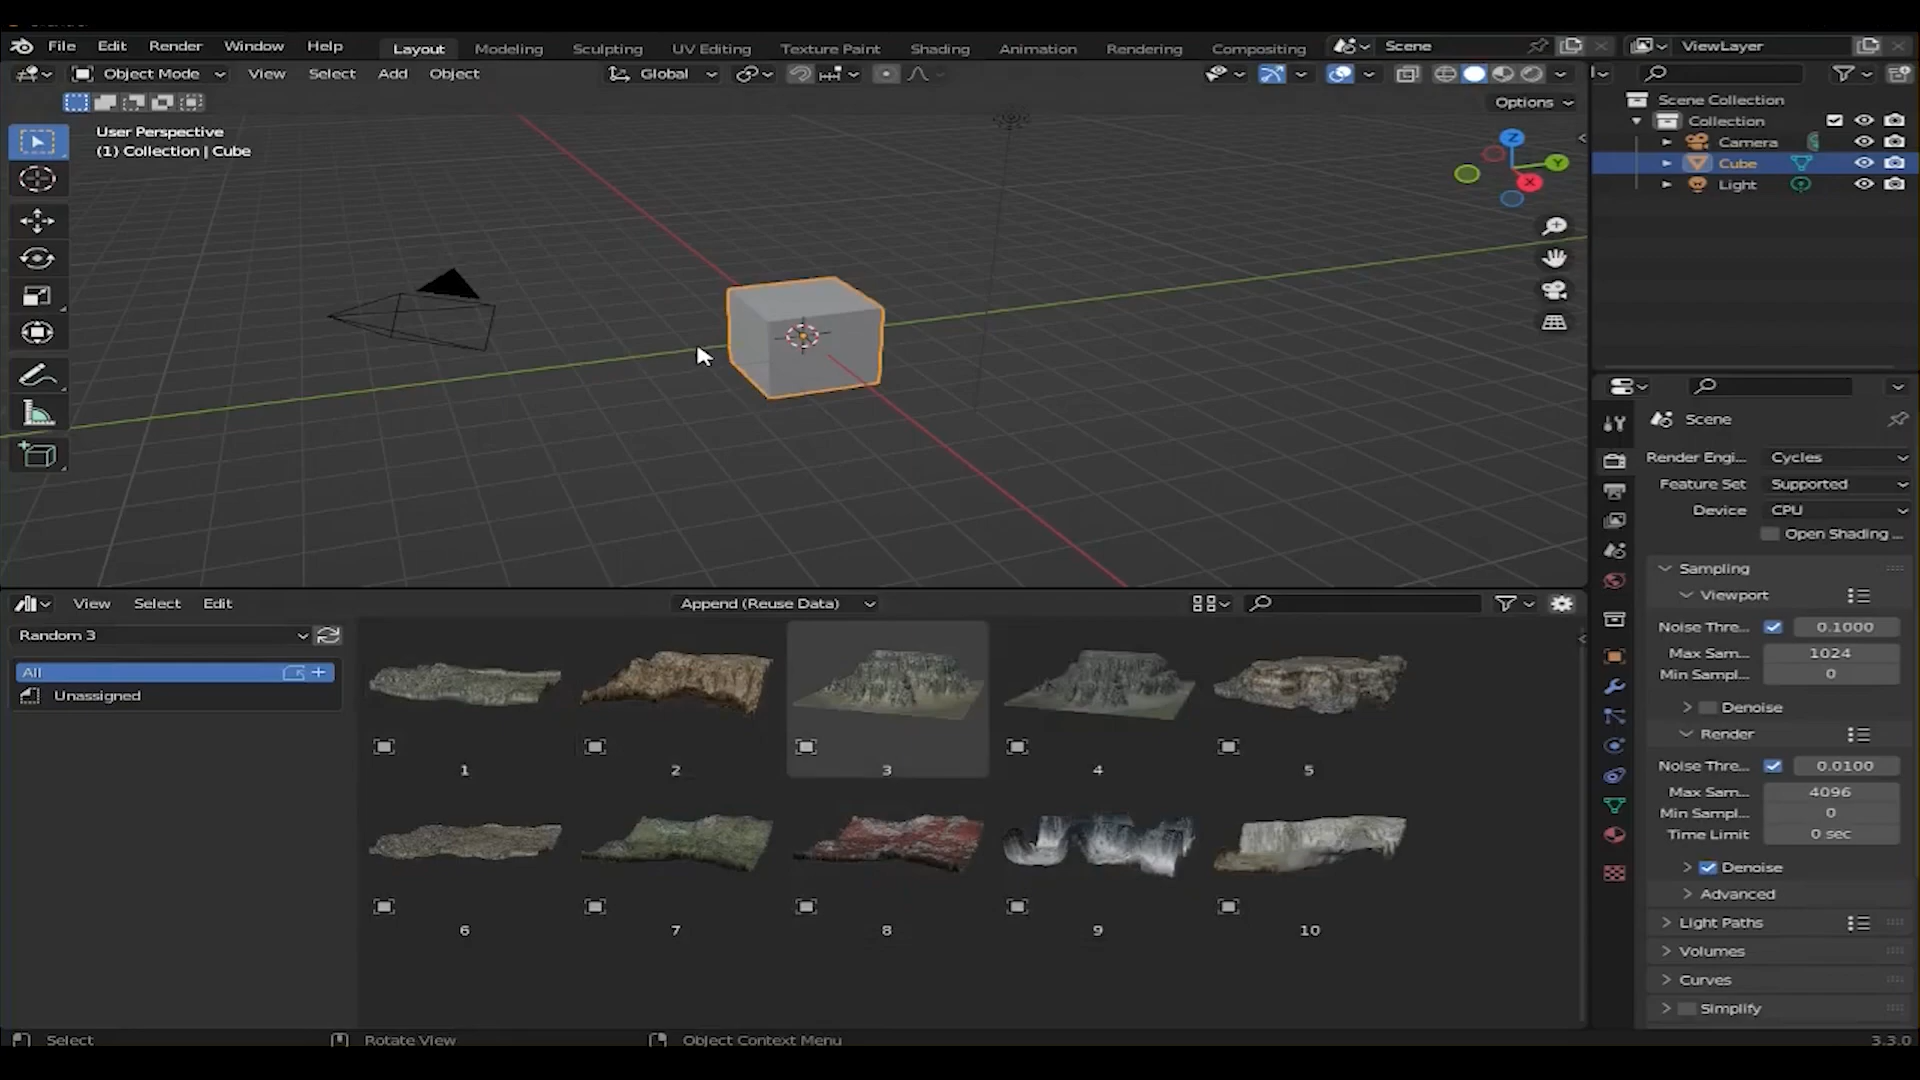 File Edit Render Window Help Layout Modeling Sculpting UV Editing Texture Paint Shading Animation Rendering Compositing Scene ViewLayer
Object Mode View Select Add Object Global
Options
User Perspective
(1) Collection | Cube
Z
Y
X
Scene Collection
Collection
Camera
Cube
Light
Scene
Render Engi... Cycles
Feature Set Supported
Device CPU
Open Shading ...
Sampling
Viewport
Noise Thre... 0.1000
Max Sam... 1024
Min Sampl... 0
Denoise
Render
Noise Thre... 0.0100
Max Sam... 4096
Min Sampl... 0
Time Limit 0 sec
Denoise
Advanced
Light Paths
Volumes
Curves
Simplify
View Select Edit Append (Reuse Data)
Random 3
All
Unassigned
1 2 3 4 5
6 7 8 9 10
Select Rotate View Object Context Menu 3.3.0